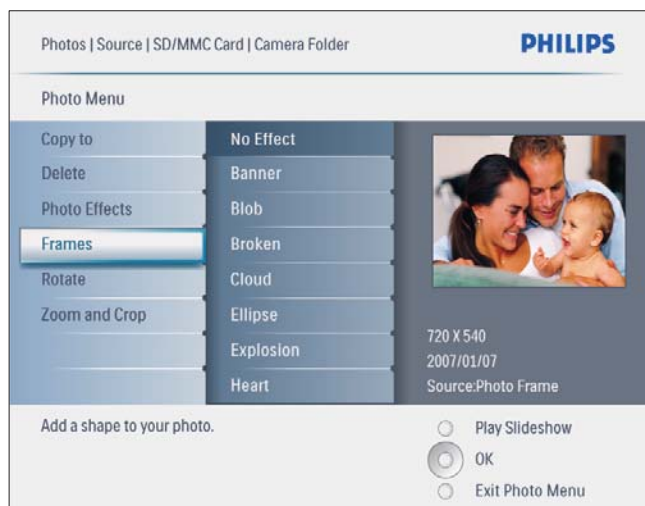 Photos | Source | SD/MMC Card | Camera Folder
PHILIPS
Photo Menu
Copy to
Delete
Photo Effects
Frames
Rotate
Zoom and Crop
No Effect
Banner
Blob
Broken
Cloud
Ellipse
Explosion
Heart
720 X 540
2007/01/07
Source:Photo Frame
Add a shape to your photo.
Play Slideshow
OK
Exit Photo Menu